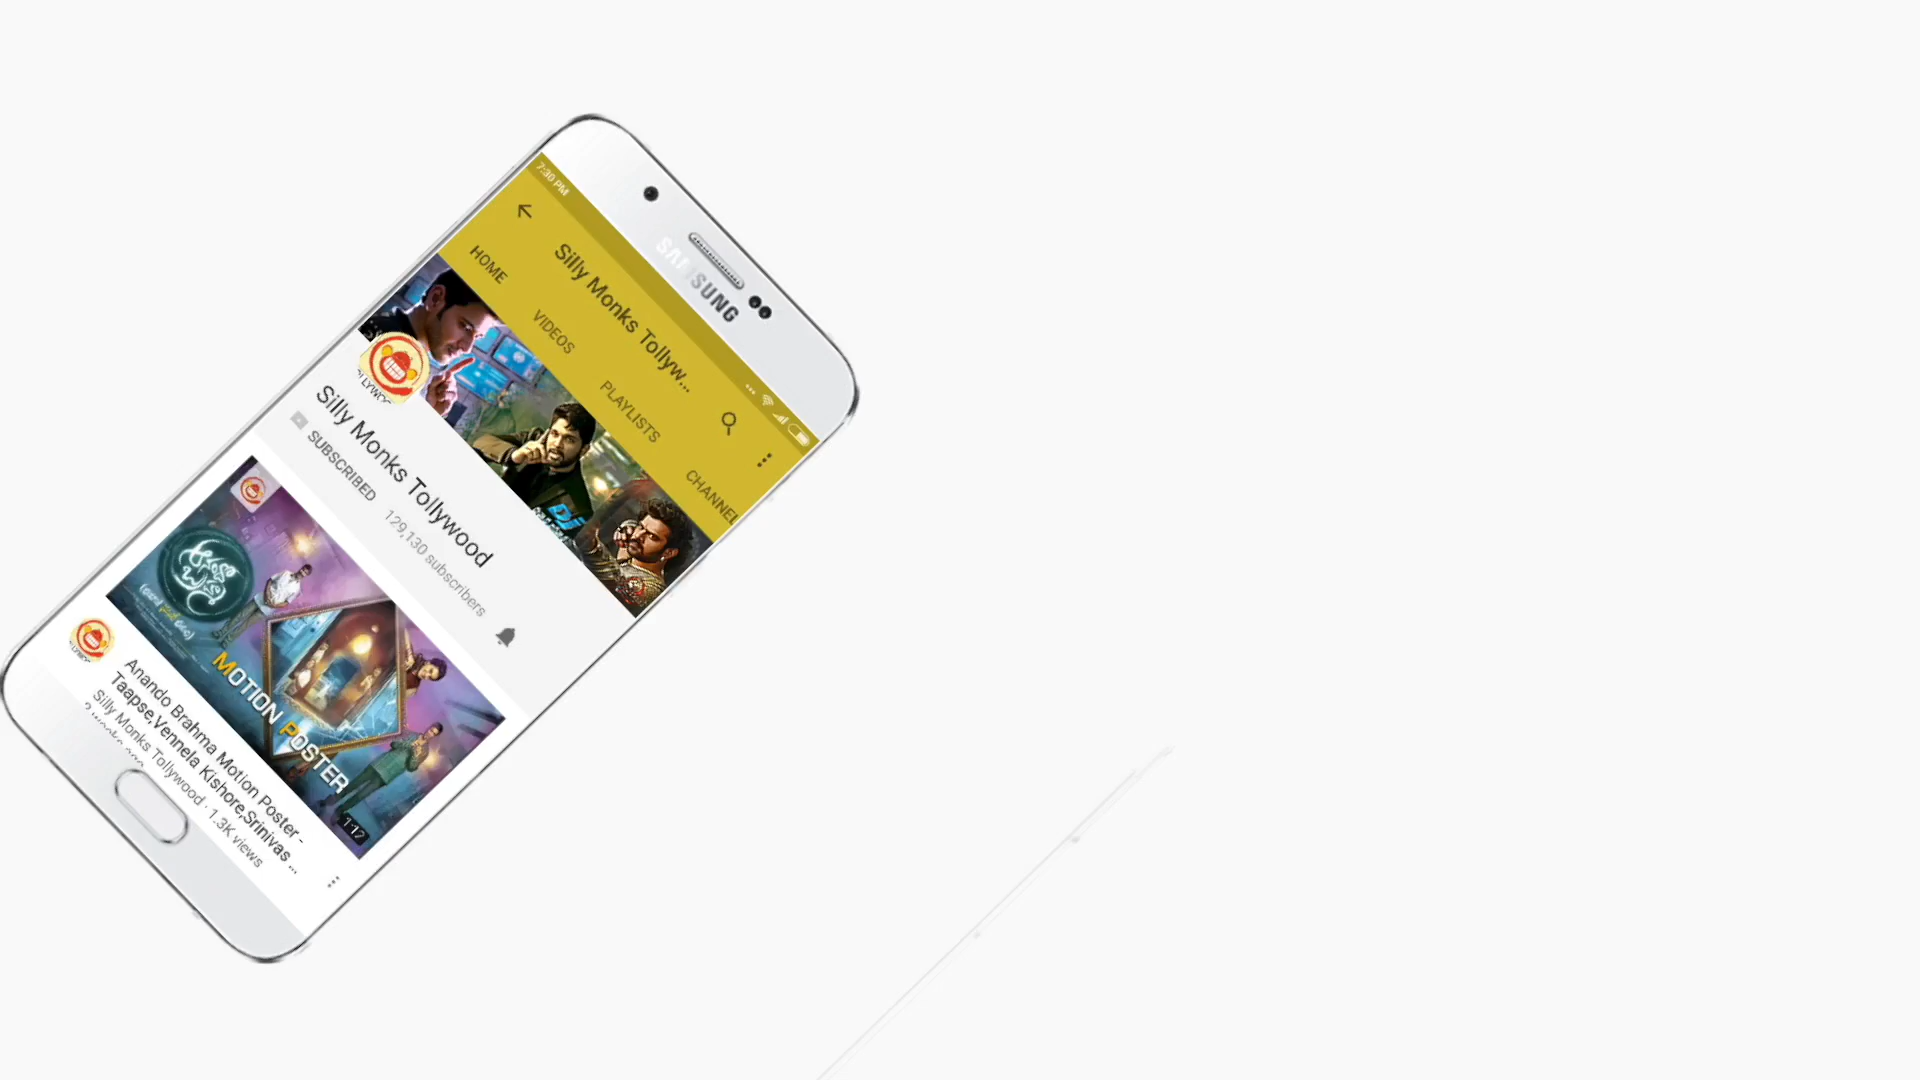 SAMSUNG
7:30 PM
Silly Monks Tollyw...
HOME
VIDEOS
PLAYLISTS
CHANNEL
DJ
Silly Monks Tollywood
SUBSCRIBED
129,130 subscribers
MOTION POSTER
1:12
Anando Brahma Motion Poster -
Taapse,Vennela Kishore,Srinivas ...
Silly Monks Tollywood · 1.3K views